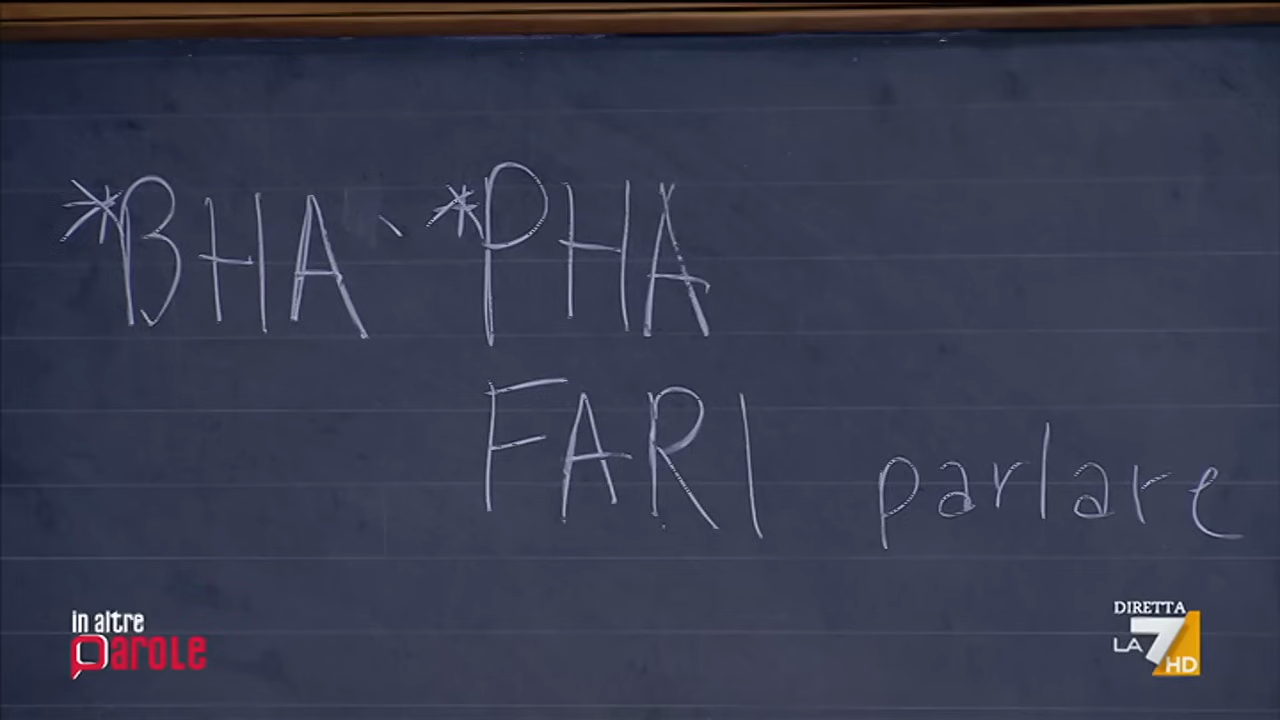 *BHA` *PHA
FARI parlare
in altre
Parole
DIRETTA
LA7
HD